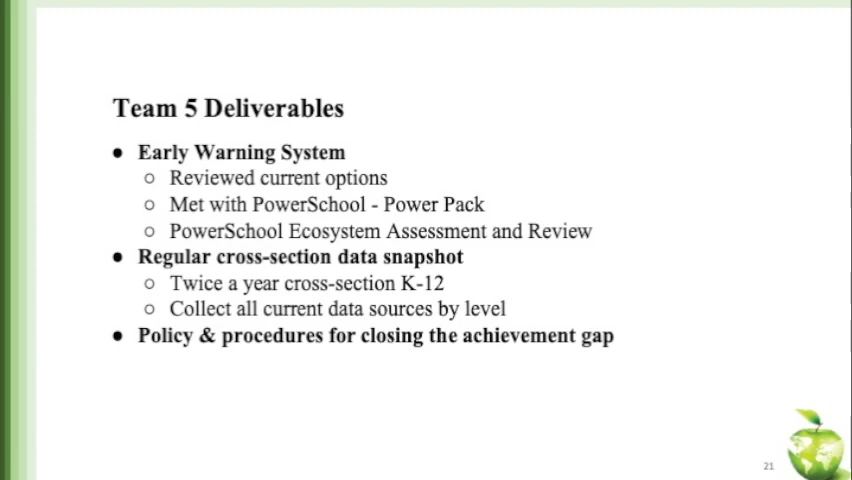 Team 5 Deliverables
● Early Warning System
○ Reviewed current options
○ Met with PowerSchool - Power Pack
○ PowerSchool Ecosystem Assessment and Review
● Regular cross-section data snapshot
○ Twice a year cross-section K-12
○ Collect all current data sources by level
● Policy & procedures for closing the achievement gap
21